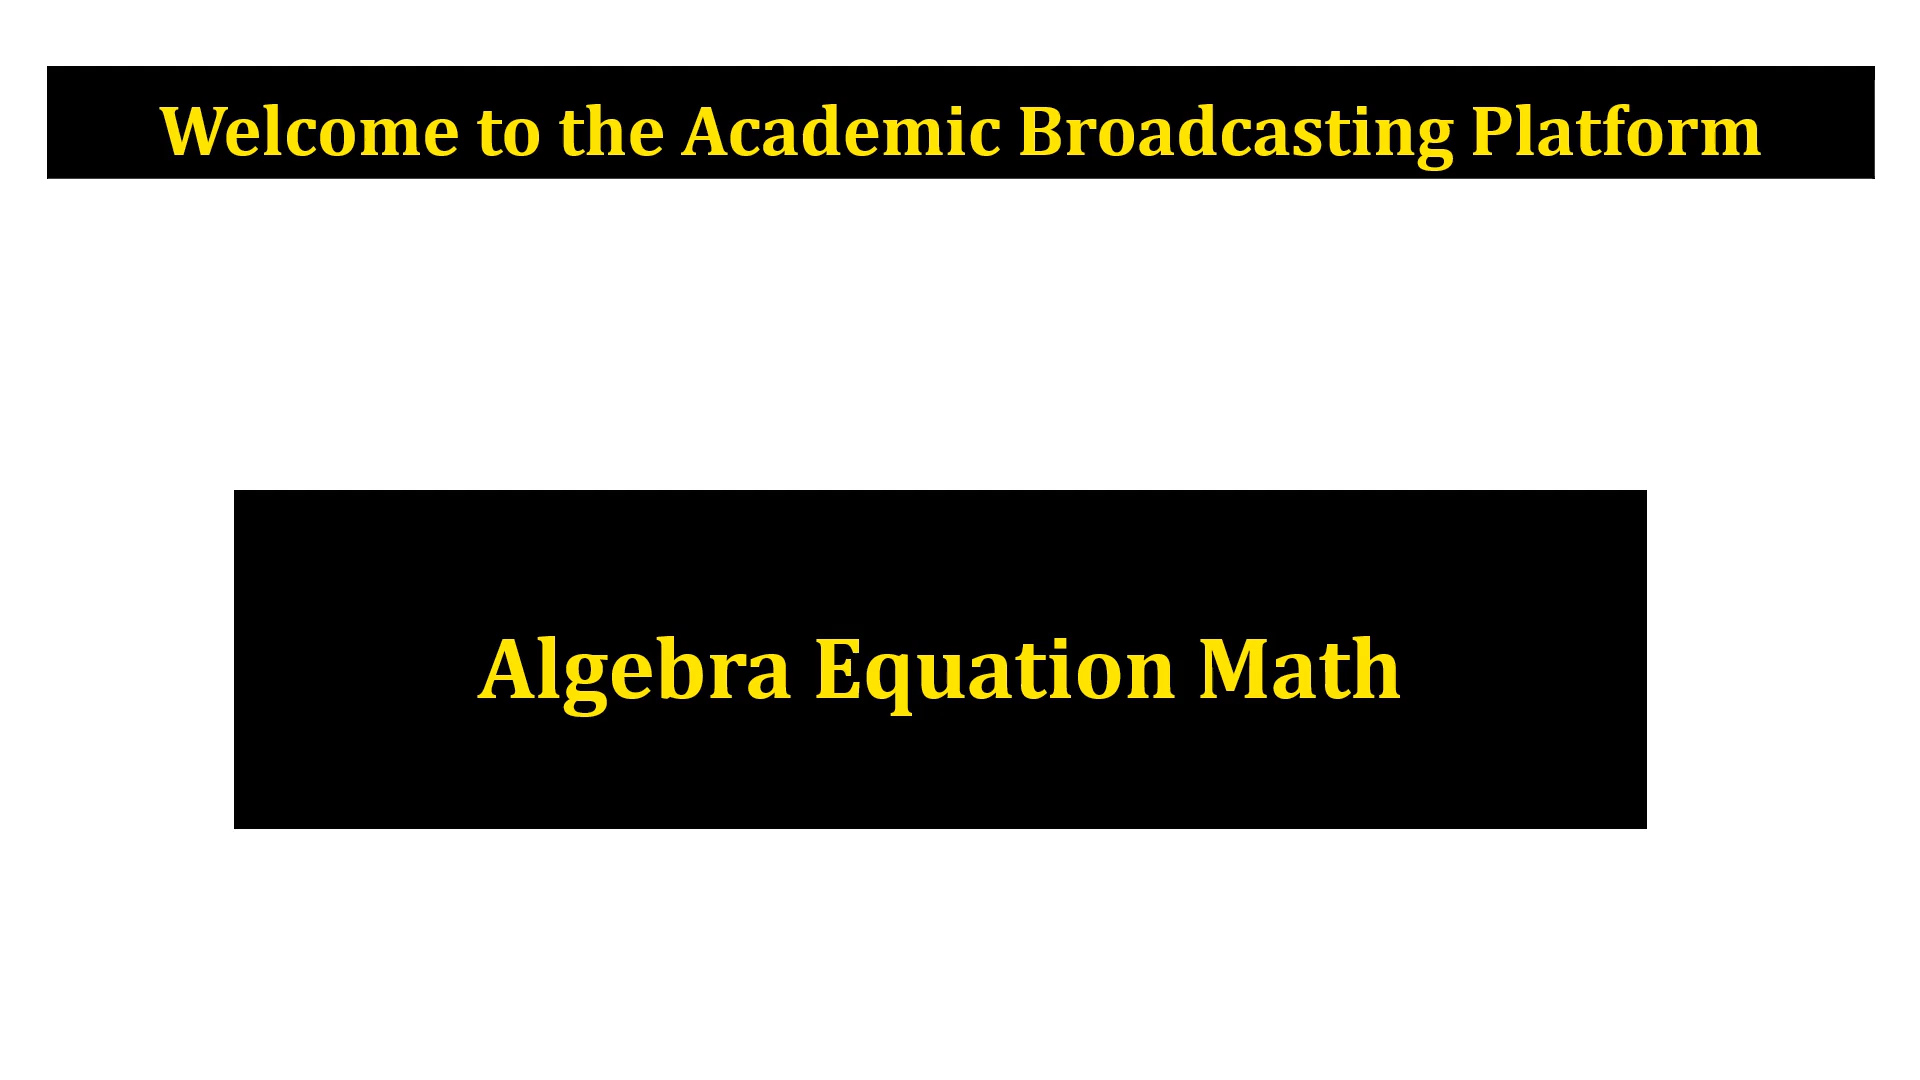 Welcome to the Academic Broadcasting Platform
Algebra Equation Math